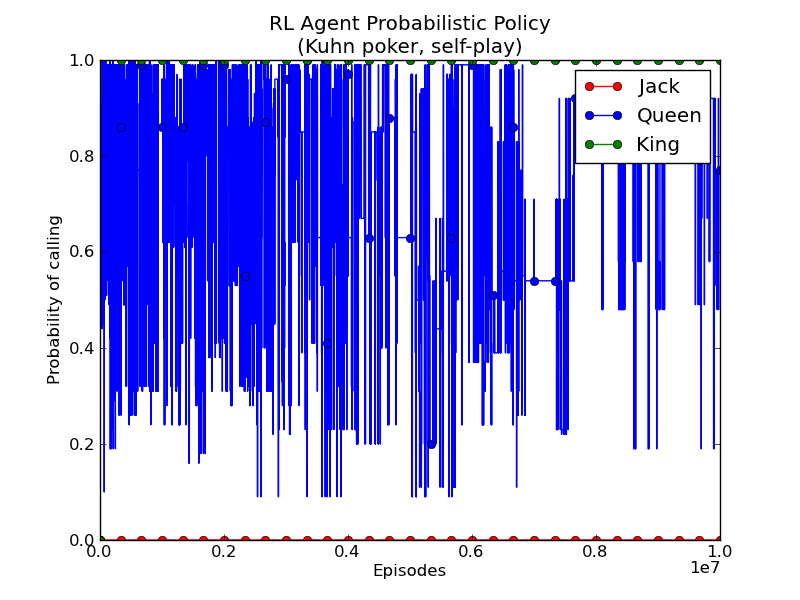 RL Agent Probabilistic Policy
(Kuhn poker, self-play)
1.0
0.8
0.6
0.4
0.2
0.0
Probability of calling
Jack
Queen
King
0.0
0.2
0.4
0.6
0.8
1.0
1e7
Episodes